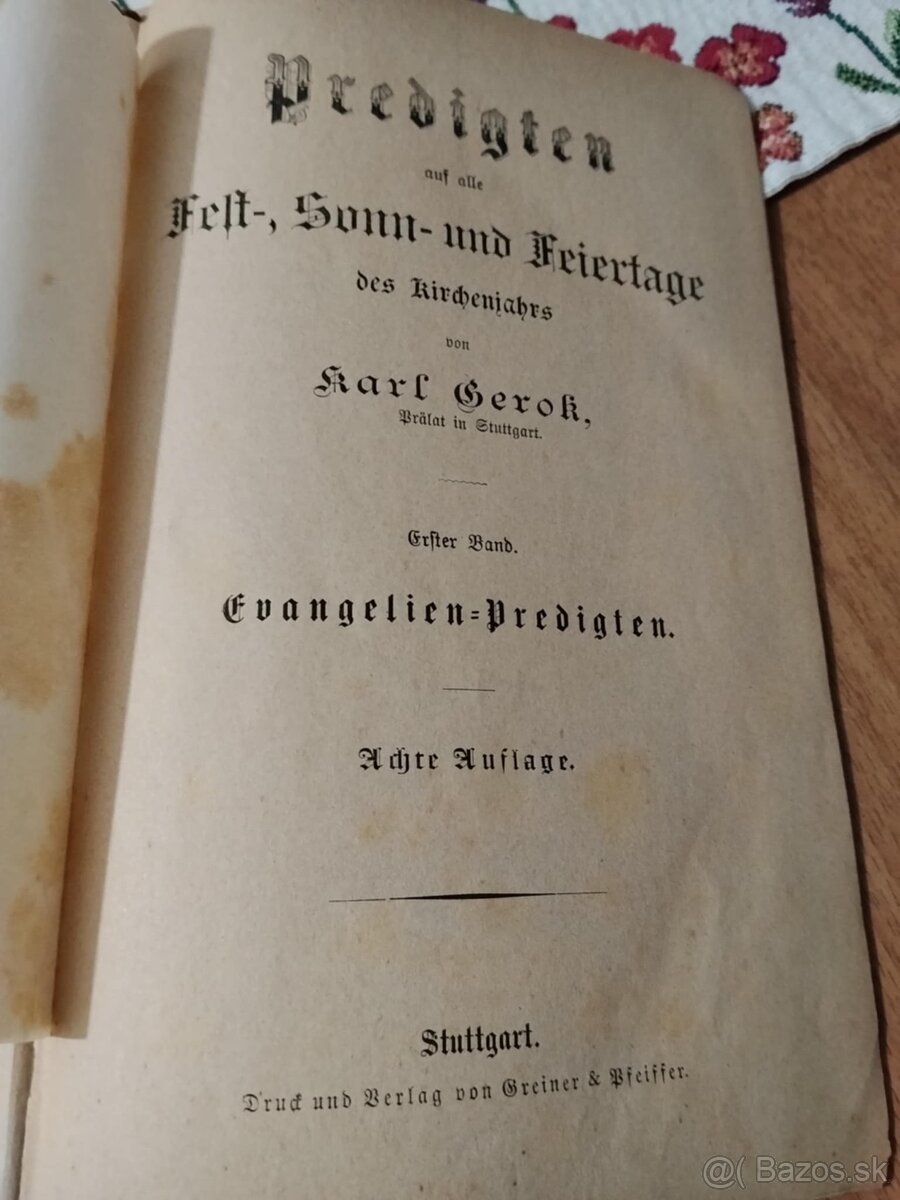 Predigten
auf alle
Fest-, Sonn- und Feiertage
des Kirchenjahrs
von
Karl Gerok,
Prälat in Stuttgart.
Erster Band.
Evangelien=Predigten.
Achte Auflage.
Stuttgart.
Druck und Verlag von Greiner & Pfeiffer.
@( Bazos.sk